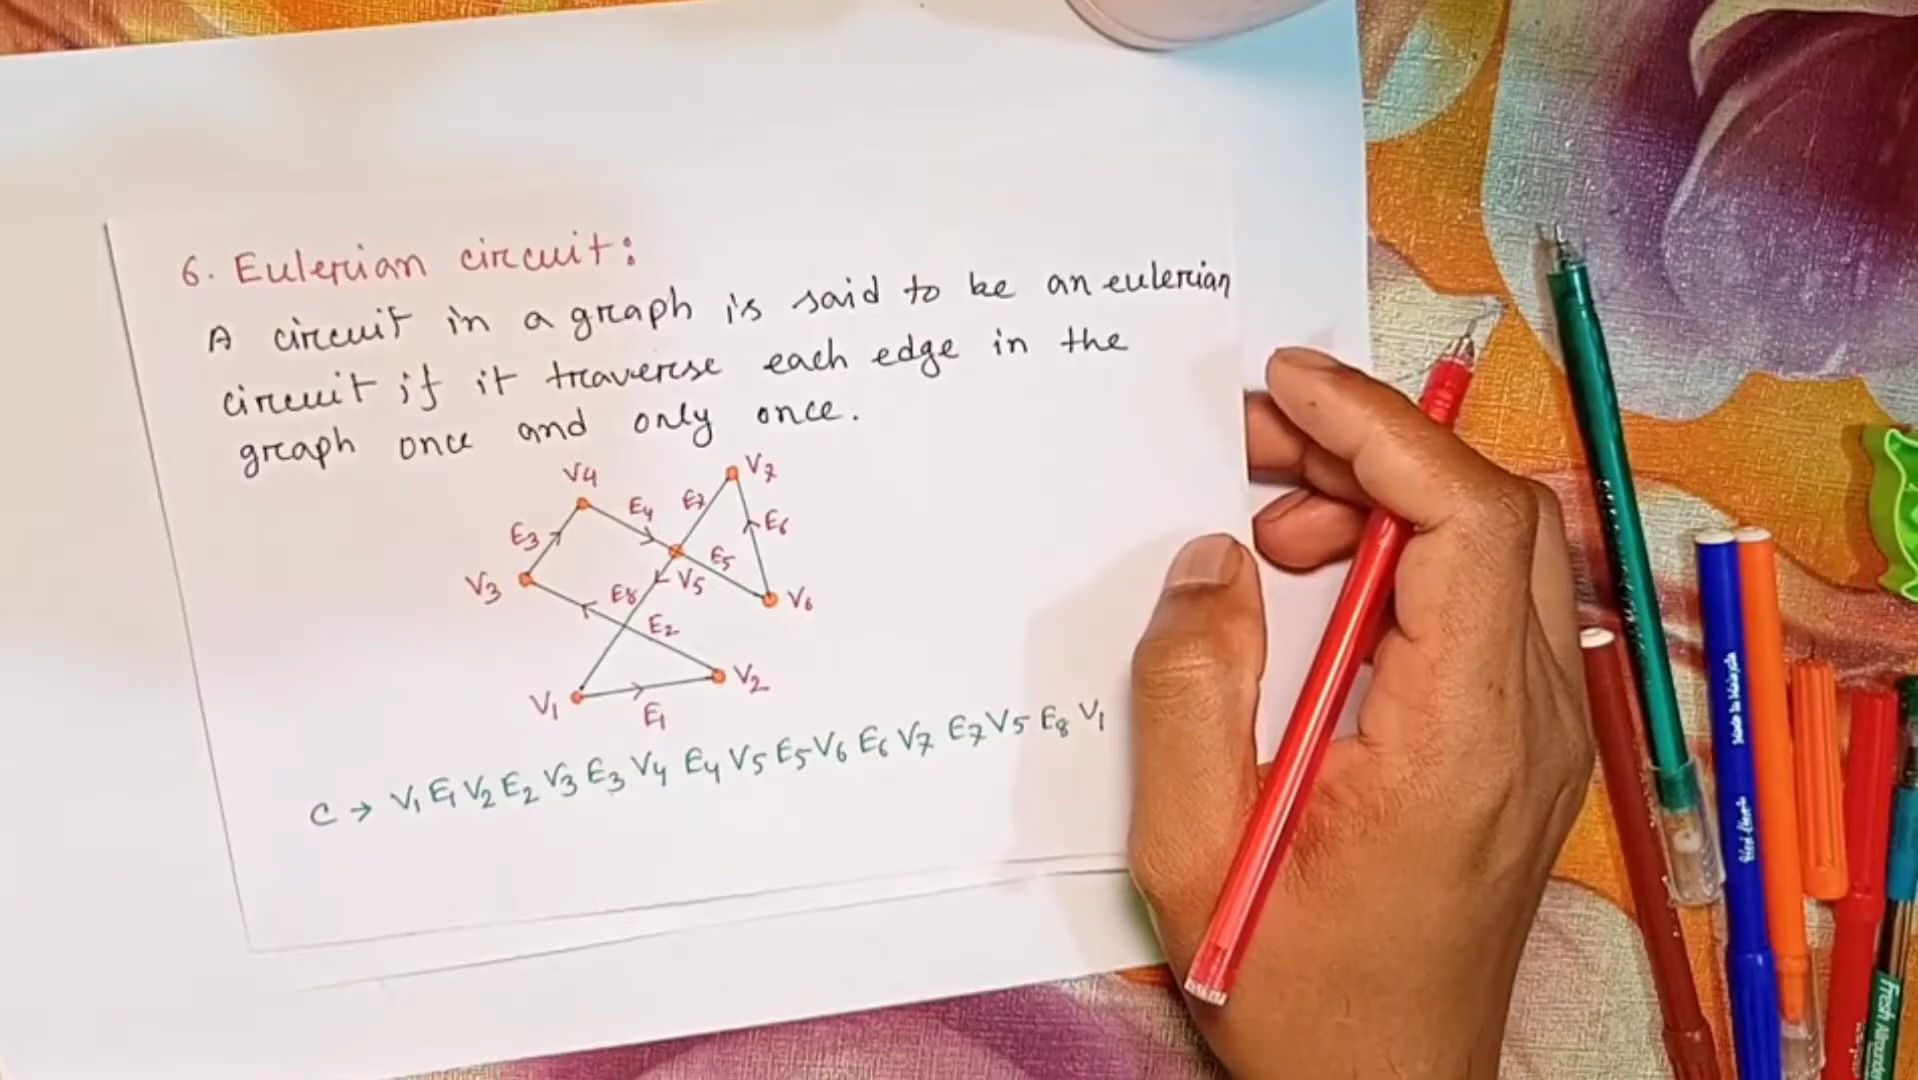 6. Eulerian circuit:
A circuit in a graph is said to be an eulerian
circuit if it traverse each edge in the
graph once and only once.
V4
V7
E4
E7
E3
E6
E5
V3
V5
E8
V6
E2
V1
V2
E1
C → V1 E1 V2 E2 V3 E3 V4 E4 V5 E5 V6 E6 V7 E7 V5 E8 V1